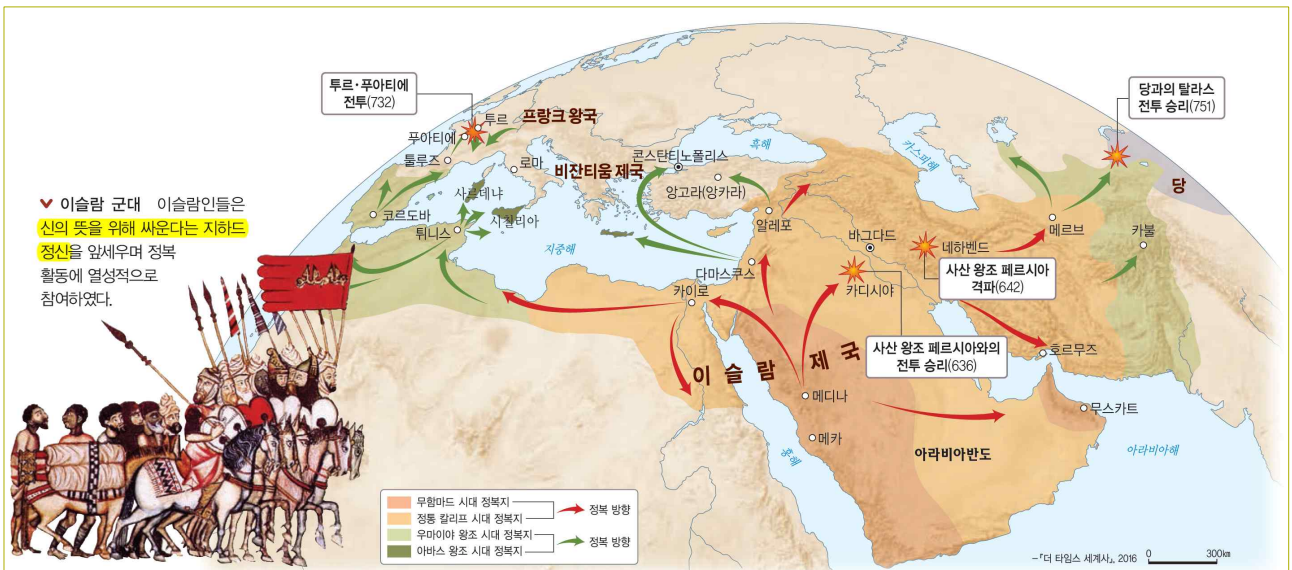 투르·푸아티에
전투(732)
당과의 탈라스
전투 승리(751)
투르
프랑크 왕국
푸아티에
툴루즈
로마
콘스탄티노폴리스
흑해
카스피해
비잔티움 제국
앙고라(앙카라)
당
사르데냐
이슬람 군대 이슬람인들은
신의 뜻을 위해 싸운다는 지하드
정신을 앞세우며 정복
활동에 열성적으로
참여하였다.
코르도바
튀니스
시칠리아
알레포
바그다드
네하벤드
메르브
카불
지중해
다마스쿠스
카디시야
사산 왕조 페르시아
격파(642)
카이로
사산 왕조 페르시아와의
전투 승리(636)
호르무즈
이슬람 제국
메디나
무스카트
메카
홍해
아라비아반도
아라비아해
무함마드 시대 정복지
정통 칼리프 시대 정복지
정복 방향
우마이야 왕조 시대 정복지
아바스 왕조 시대 정복지
정복 방향
-『더 타임스 세계사』, 2016
0 300km